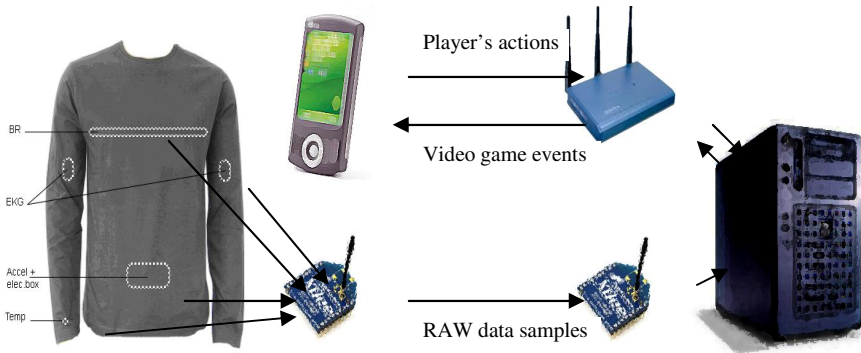 Player's actions
Video game events
BR
EKG
Accel +
elec.box
Temp
RAW data samples